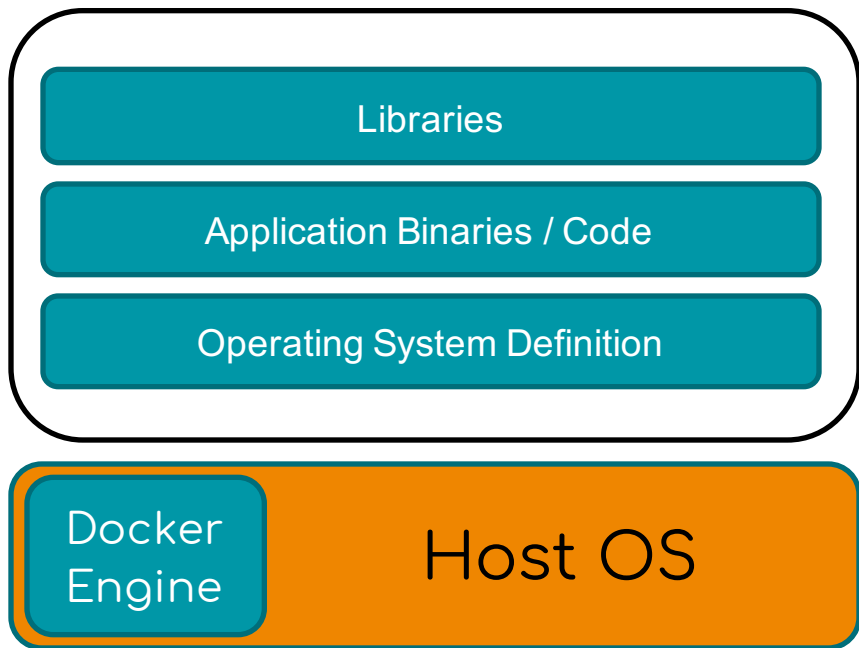 Libraries
Application Binaries / Code
Operating System Definition
Docker
Engine
Host OS